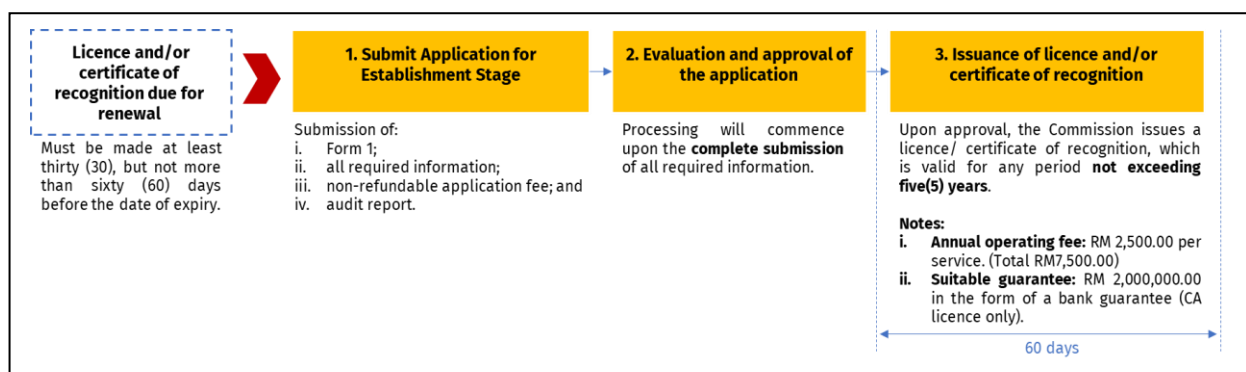 Licence and/or
certificate of
recognition due for
renewal
Must be made at least
thirty (30), but not more
than sixty (60) days
before the date of expiry.
1. Submit Application for
Establishment Stage
Submission of:
i. Form 1;
ii. all required information;
iii. non-refundable application fee; and
iv. audit report.
2. Evaluation and approval of
the application
Processing will commence
upon the complete submission
of all required information.
3. Issuance of licence and/or
certificate of recognition
Upon approval, the Commission issues a
licence/ certificate of recognition, which
is valid for any period not exceeding
five(5) years.
Notes:
i. Annual operating fee: RM 2,500.00 per
service. (Total RM7,500.00)
ii. Suitable guarantee: RM 2,000,000.00
in the form of a bank guarantee (CA
licence only).
60 days